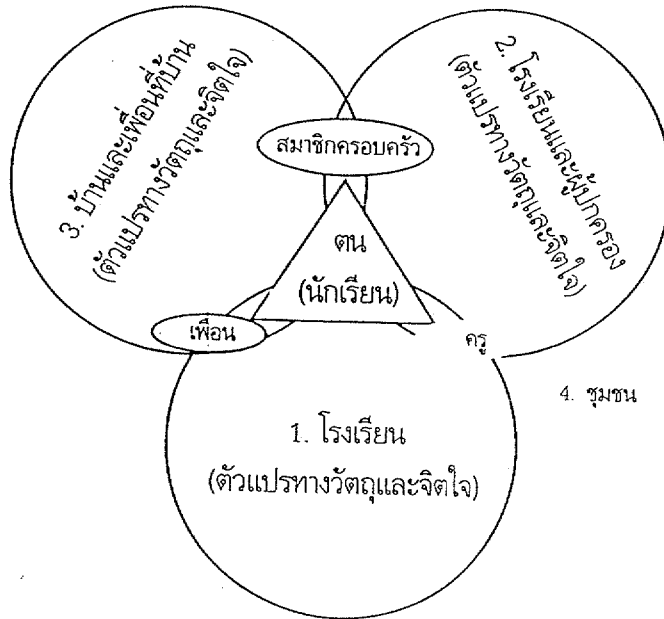 3. บ้านและเพื่อนที่บ้าน
(ตัวแปรทางวัตถุและจิตใจ)
2. โรงเรียนและผู้ปกครอง
(ตัวแปรทางวัตถุและจิตใจ)
สมาชิกครอบครัว
ตน
(นักเรียน)
เพื่อน
ครู
4. ชุมชน
1. โรงเรียน
(ตัวแปรทางวัตถุและจิตใจ)